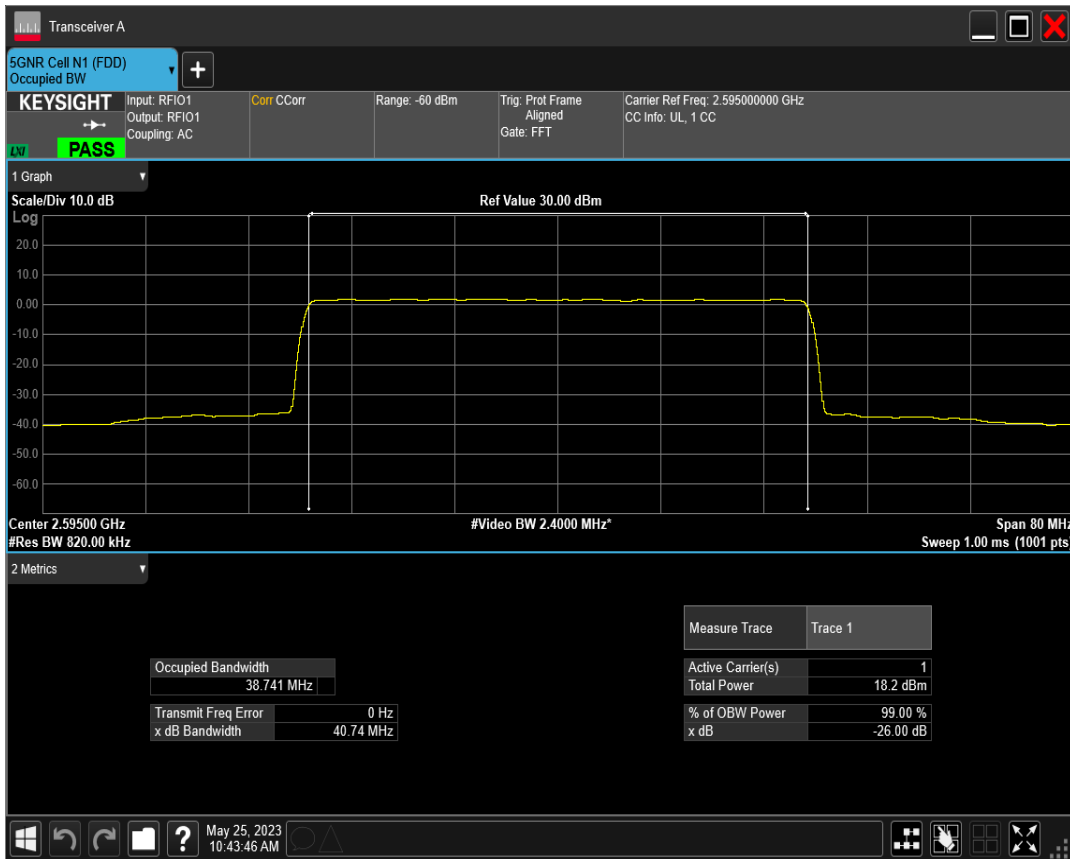 Transceiver A
5GNR Cell N1 (FDD)
Occupied BW
+
KEYSIGHT
LXI
PASS
Input: RFIO1
Output: RFIO1
Coupling: AC
Corr CCorr
Range: -60 dBm
Trig: Prot Frame
Aligned
Gate: FFT
Carrier Ref Freq: 2.595000000 GHz
CC Info: UL, 1 CC
1 Graph
Scale/Div 10.0 dB
Ref Value 30.00 dBm
Log
20.0
10.0
0.00
-10.0
-20.0
-30.0
-40.0
-50.0
-60.0
Center 2.59500 GHz
#Video BW 2.4000 MHz*
Span 80 MHz
#Res BW 820.00 kHz
Sweep 1.00 ms (1001 pts)
2 Metrics
Measure Trace Trace 1
Occupied Bandwidth
38.741 MHz
Active Carrier(s) 1
Total Power 18.2 dBm
Transmit Freq Error 0 Hz
x dB Bandwidth 40.74 MHz
% of OBW Power 99.00 %
x dB -26.00 dB
?
May 25, 2023
10:43:46 AM